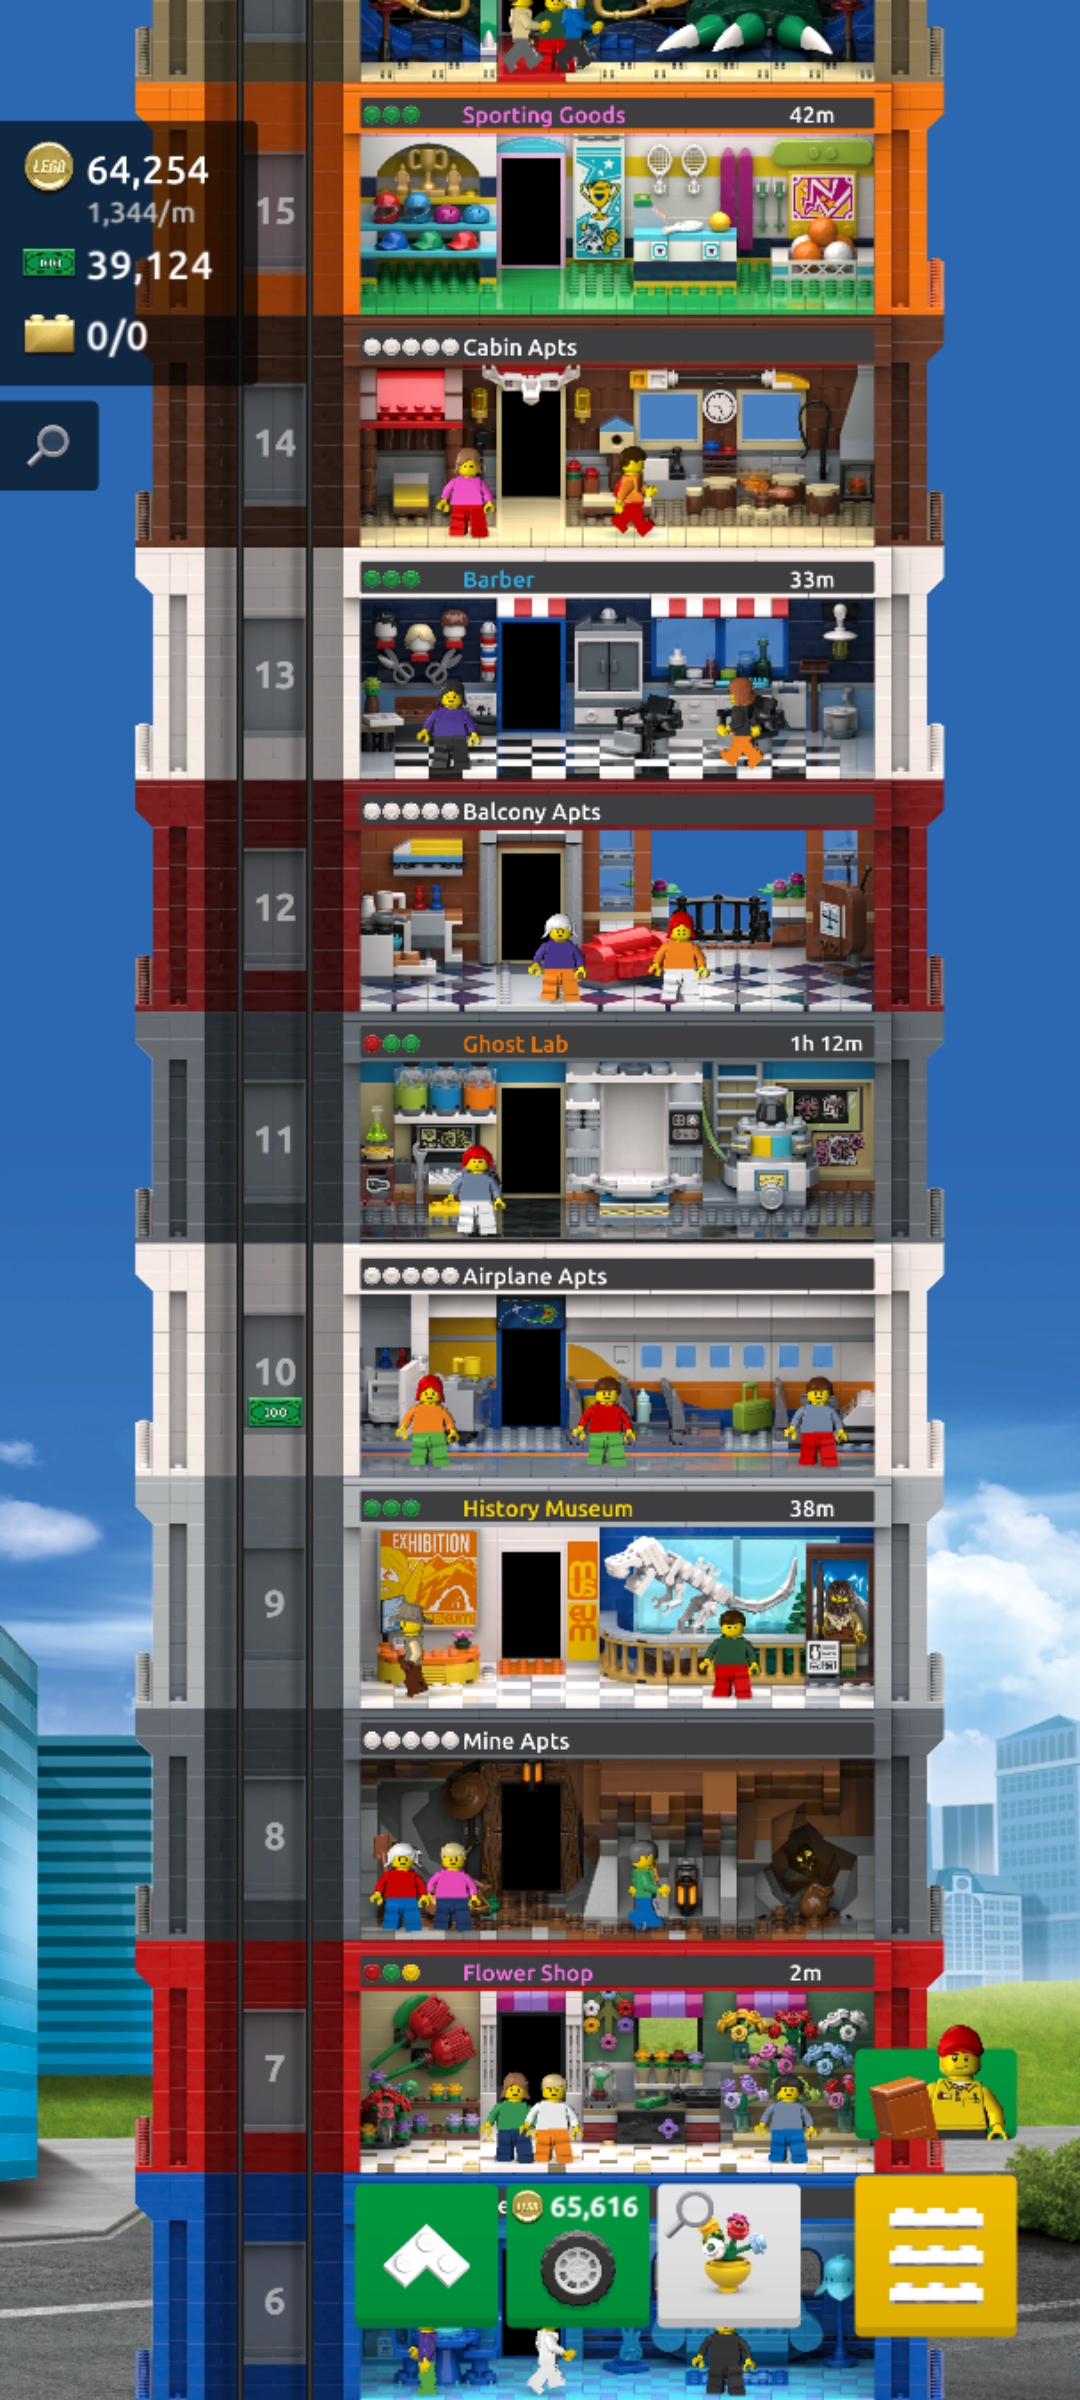 Sporting Goods 42m
LEGO 64,254
1,344/m
39,124
0/0
15
Cabin Apts
14
Barber 33m
13
Balcony Apts
12
Ghost Lab 1h 12m
11
Airplane Apts
10
100
History Museum 38m
EXHIBITION
MUSEUM
9
Mine Apts
8
Flower Shop 2m
7
65,616
6